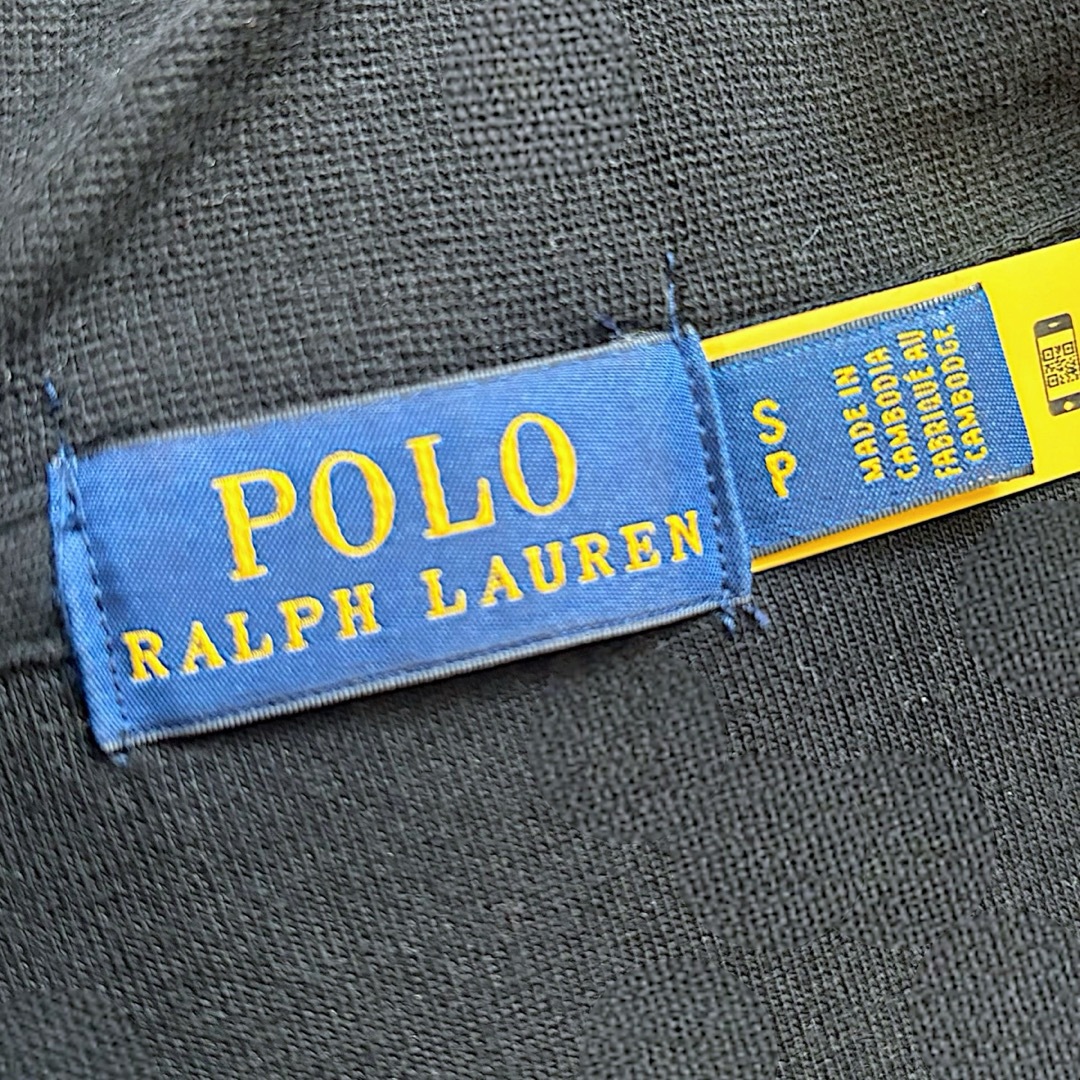 POLO
RALPH LAUREN
S
P
MADE IN
CAMBODIA
FABRIQUÉ AU
CAMBODGE